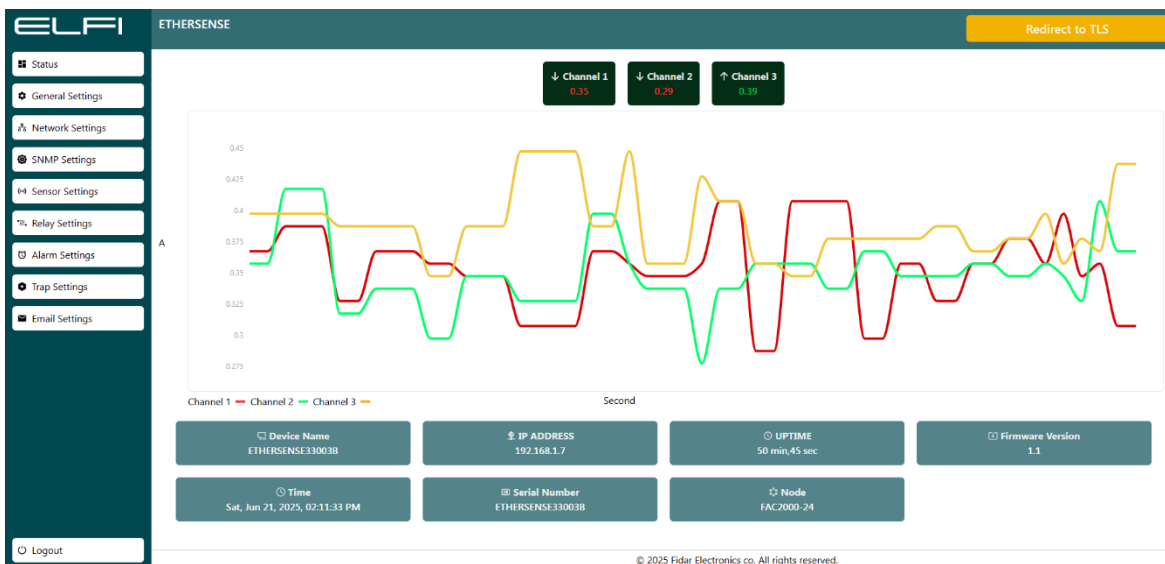 ELFI
ETHERSENSE
Redirect to TLS
Status
General Settings
Network Settings
SNMP Settings
Sensor Settings
Relay Settings
Alarm Settings
Trap Settings
Email Settings
Logout
↓ Channel 1
0.35
↓ Channel 2
0.29
↑ Channel 3
0.39
0.45
0.425
0.4
0.375
0.35
0.325
0.3
0.275
A
Second
Channel 1
Channel 2
Channel 3
Device Name
ETHERSENSE33003B
IP ADDRESS
192.168.1.7
UPTIME
50 min,45 sec
Firmware Version
1.1
Time
Sat, Jun 21, 2025, 02:11:33 PM
Serial Number
ETHERSENSE33003B
Node
FAC2000-24
© 2025 Fidar Electronics co. All rights reserved.